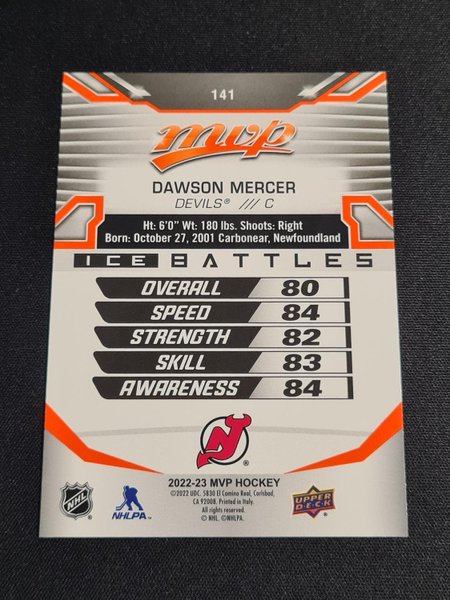 141
mvp
DAWSON MERCER
DEVILS® /// C
Ht: 6'0" Wt: 180 lbs. Shoots: Right
Born: October 27, 2001 Carbonear, Newfoundland
ICE BATTLES
OVERALL 80
SPEED 84
STRENGTH 82
SKILL 83
AWARENESS 84
2022-23 MVP HOCKEY
©2022 UDC. 5830 El Camino Real, Carlsbad,
CA 92008. Printed in Italy.
All rights reserved.
© NHL. ©NHLPA.
NHL
NHLPA
UPPER
DECK